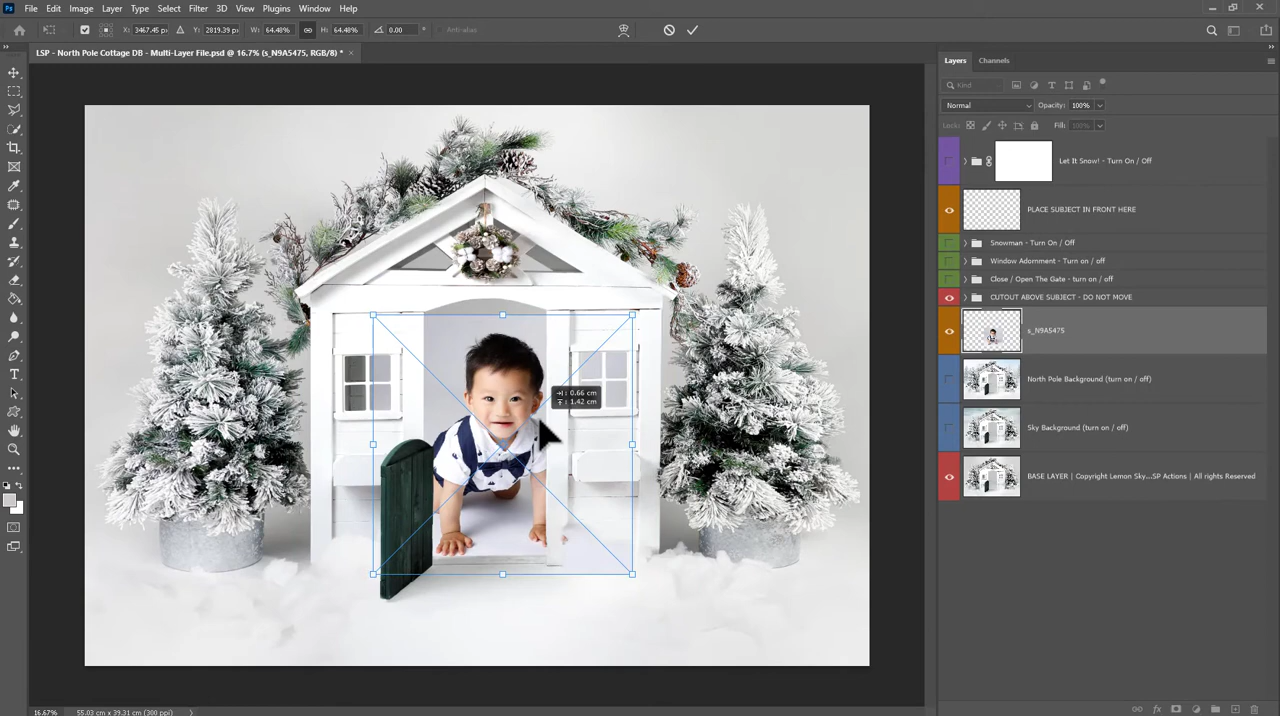 Ps File Edit Image Layer Type Select Filter 3D View Plugins Window Help
X: 3467.45 px Y: 2819.39 px W: 64.48% H: 64.48% 0.00 ° Anti-alias
LSP - North Pole Cottage DB - Multi-Layer File.psd @ 16.7% (s_N9A5475, RGB/8) * ×
Layers Channels
Kind
Normal Opacity: 100%
Lock: Fill: 100%
Let It Snow! - Turn On / Off
PLACE SUBJECT IN FRONT HERE
Snowman - Turn On / Off
Window Adornment - Turn on / off
Close / Open The Gate - turn on / off
CUTOUT ABOVE SUBJECT - DO NOT MOVE
s_N9A5475
North Pole Background (turn on / off)
Sky Background (turn on / off)
BASE LAYER | Copyright Lemon Sky...SP Actions | All rights Reserved
: 0.66 cm
: 1.42 cm
16.67% 55.03 cm x 39.31 cm (300 ppi)